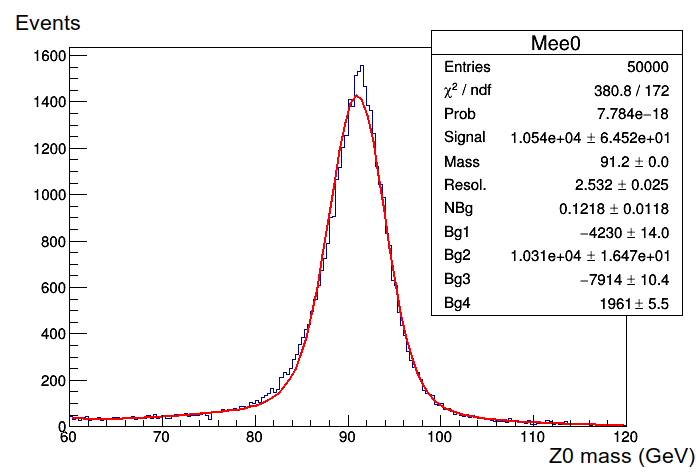 Events
Mee0
Entries 50000
χ² / ndf 380.8 / 172
Prob 7.784e−18
Signal 1.054e+04 ± 6.452e+01
Mass 91.2 ± 0.0
Resol. 2.532 ± 0.025
NBg 0.1218 ± 0.0118
Bg1 −4230 ± 14.0
Bg2 1.031e+04 ± 1.647e+01
Bg3 −7914 ± 10.4
Bg4 1961 ± 5.5
1600
1400
1200
1000
800
600
400
200
0
60 70 80 90 100 110 120
Z0 mass (GeV)